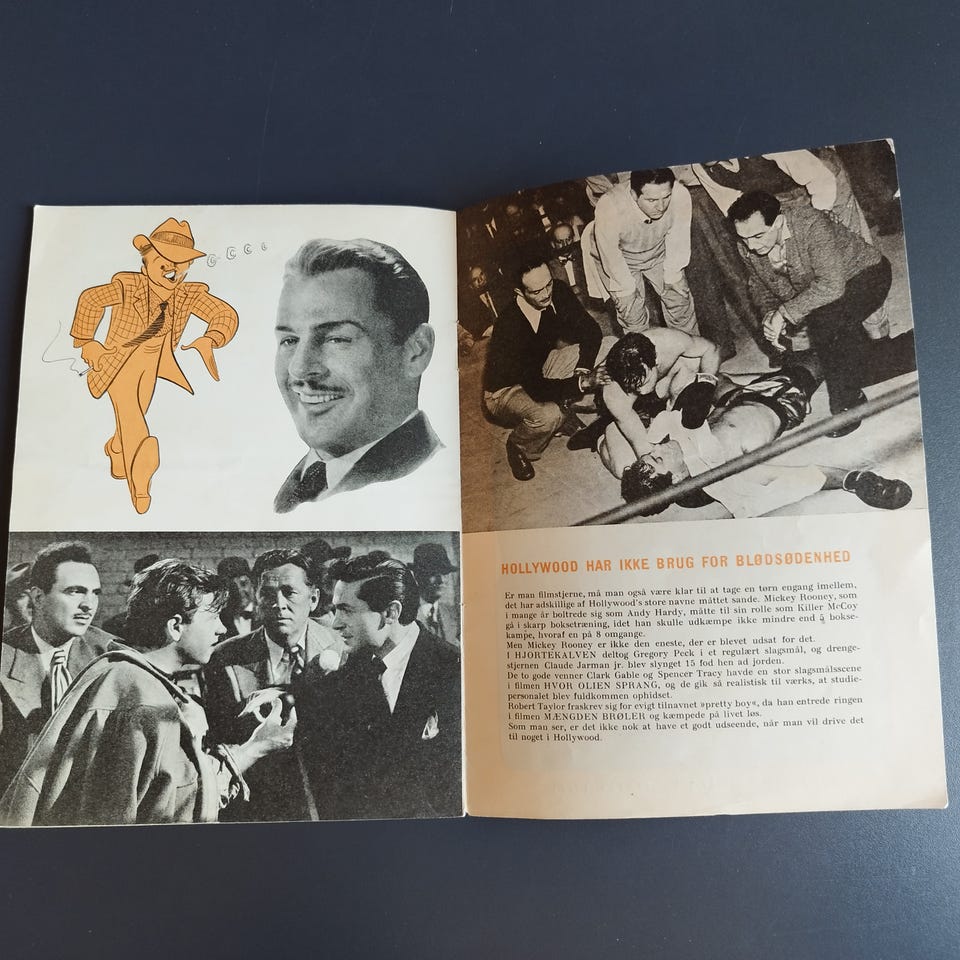 HOLLYWOOD HAR IKKE BRUG FOR BLØDSØDENHED
Er man filmstjerne, må man også være klar til at tage en tørn engang imellem,
det har adskillige af Hollywood's store navne måttet sande. Mickey Rooney, som
i mange år boltrede sig som Andy Hardy, måtte til sin rolle som Killer McCoy
gå i skarp boksetræning, idet han skulle udkæmpe ikke mindre end 5 bokse-
kampe, hvoraf en på 8 omgange.
Men Mickey Rooney er ikke den eneste, der er blevet udsat for det.
I HJORTEKALVEN deltog Gregory Peck i et regulært slagsmål, og drenge-
stjernen Claude Jarman jr. blev slynget 15 fod hen ad jorden.
De to gode venner Clark Gable og Spencer Tracy havde en stor slagsmålsscene
i filmen HVOR OLIEN SPRANG, og de gik så realistisk til værks, at studie-
personalet blev fuldkommen ophidset.
Robert Taylor fraskrev sig for evigt tilnavnet »pretty boy«, da han entrede ringen
i filmen MÆNGDEN BRØLER og kæmpede på livet løs.
Som man ser, er det ikke nok at have et godt udseende, når man vil drive det
til noget i Hollywood.